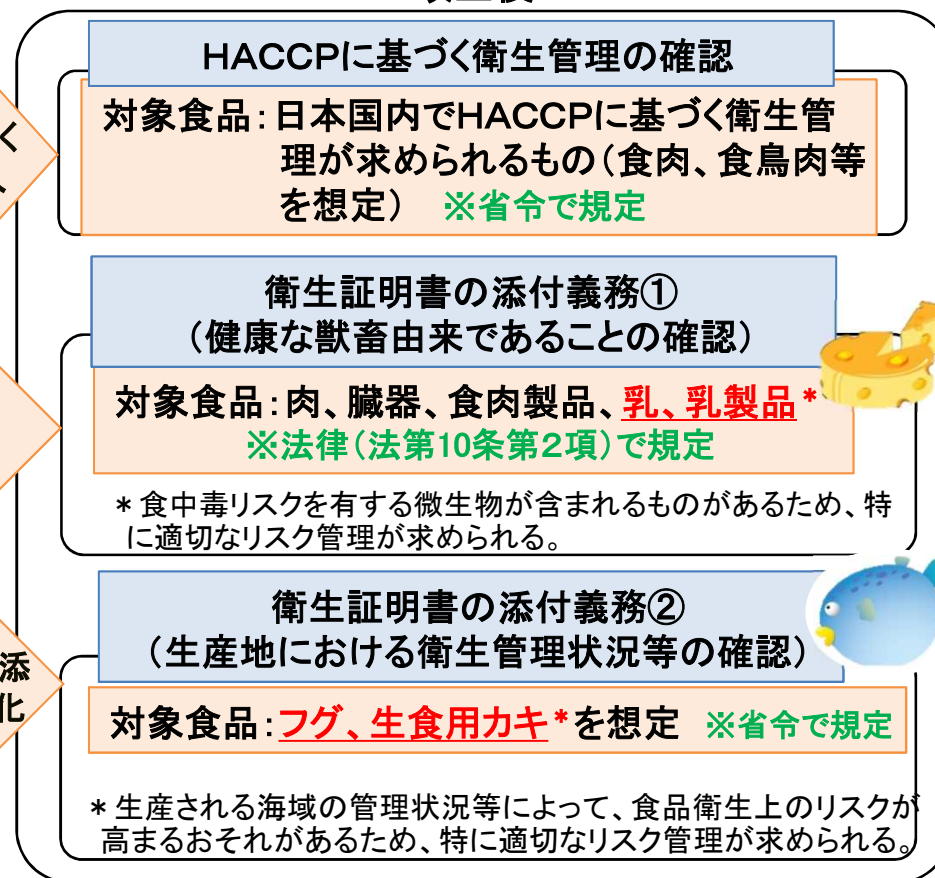 HACCPに基づく衛生管理の確認
対象食品:日本国内でHACCPに基づく衛生管
理が求められるもの(食肉、食鳥肉等
を想定) ※省令で規定
く
衛生証明書の添付義務①
(健康な獣畜由来であることの確認)
対象食品:肉、臓器、食肉製品、乳、乳製品*
※法律(法第10条第2項)で規定
*食中毒リスクを有する微生物が含まれるものがあるため、特
に適切なリスク管理が求められる。
衛生証明書の添付義務②
(生産地における衛生管理状況等の確認)
添
化
対象食品:フグ、生食用カキ*を想定 ※省令で規定
*生産される海域の管理状況等によって、食品衛生上のリスクが
高まるおそれがあるため、特に適切なリスク管理が求められる。